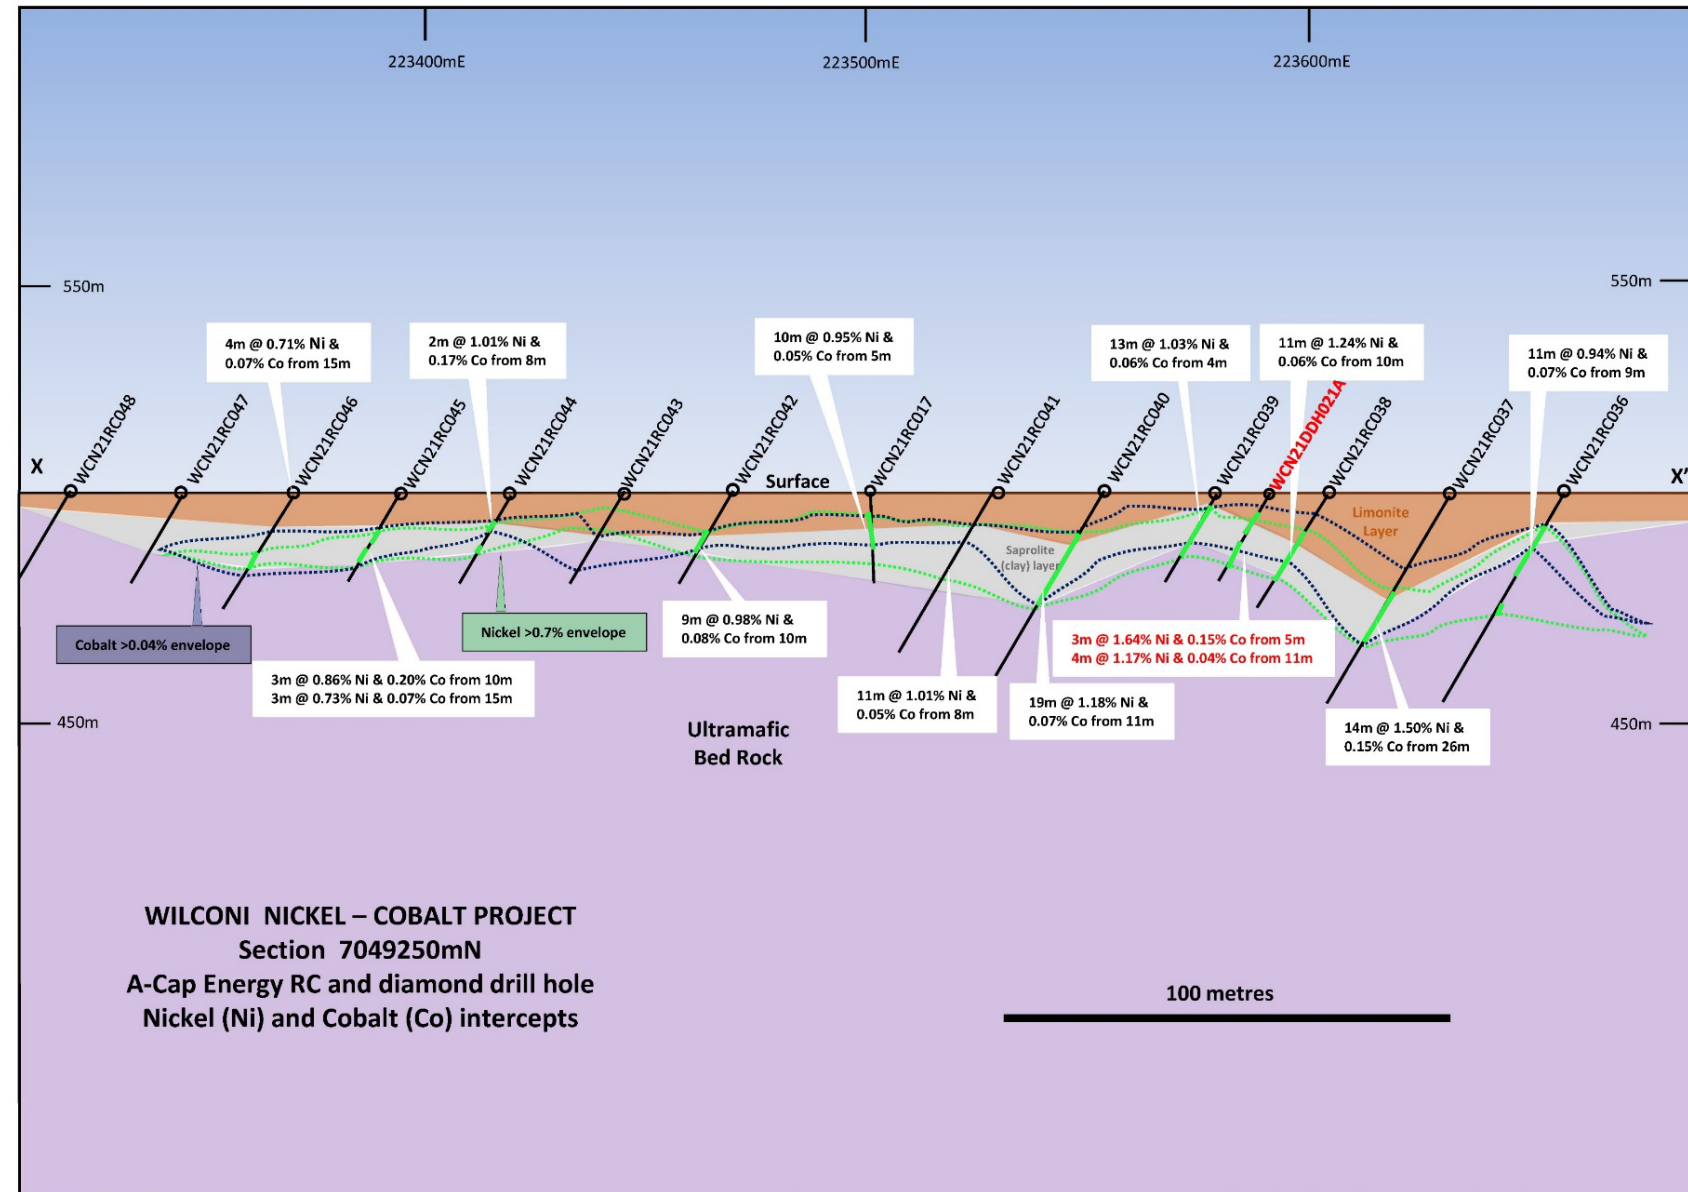 223400mE
223500mE
223600mE
550m
550m
4m @ 0.71% Ni &
0.07% Co from 15m
2m @ 1.01% Ni &
0.17% Co from 8m
10m @ 0.95% Ni &
0.05% Co from 5m
13m @ 1.03% Ni &
0.06% Co from 4m
11m @ 1.24% Ni &
0.06% Co from 10m
11m @ 0.94% Ni &
0.07% Co from 9m
WCN21RC048
WCN21RC047
WCN21RC046
WCN21RC045
WCN21RC044
WCN21RC043
WCN21RC042
WCN21RC017
WCN21RC041
WCN21RC040
WCN21RC039
WCN21DDH021A
WCN21RC038
WCN21RC037
WCN21RC036
X
Surface
X'
Limonite
Layer
Saprolite
(clay) layer
Cobalt >0.04% envelope
Nickel >0.7% envelope
9m @ 0.98% Ni &
0.08% Co from 10m
3m @ 1.64% Ni & 0.15% Co from 5m
4m @ 1.17% Ni & 0.04% Co from 11m
3m @ 0.86% Ni & 0.20% Co from 10m
3m @ 0.73% Ni & 0.07% Co from 15m
11m @ 1.01% Ni &
0.05% Co from 8m
19m @ 1.18% Ni &
0.07% Co from 11m
14m @ 1.50% Ni &
0.15% Co from 26m
450m
450m
Ultramafic
Bed Rock
WILCONI NICKEL – COBALT PROJECT
Section 7049250mN
A-Cap Energy RC and diamond drill hole
Nickel (Ni) and Cobalt (Co) intercepts
100 metres